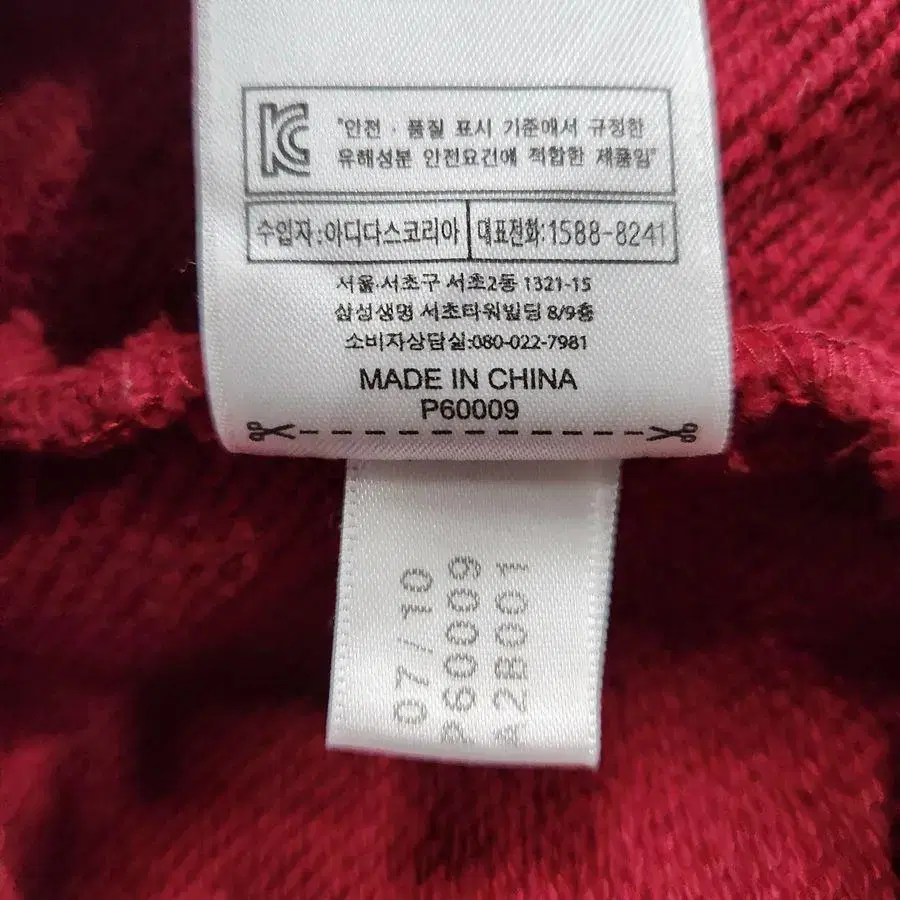 KC
"안전 · 품질 표시 기준에서 규정한
유해성분 안전요건에 적합한 제품임"
수입자:아디다스코리아
대표전화:1588-8241
서울·서초구 서초2동 1321-15
삼성생명 서초타워빌딩 8/9층
소비자상담실:080-022-7981
MADE IN CHINA
P60009
07/10
P60009
A2B001